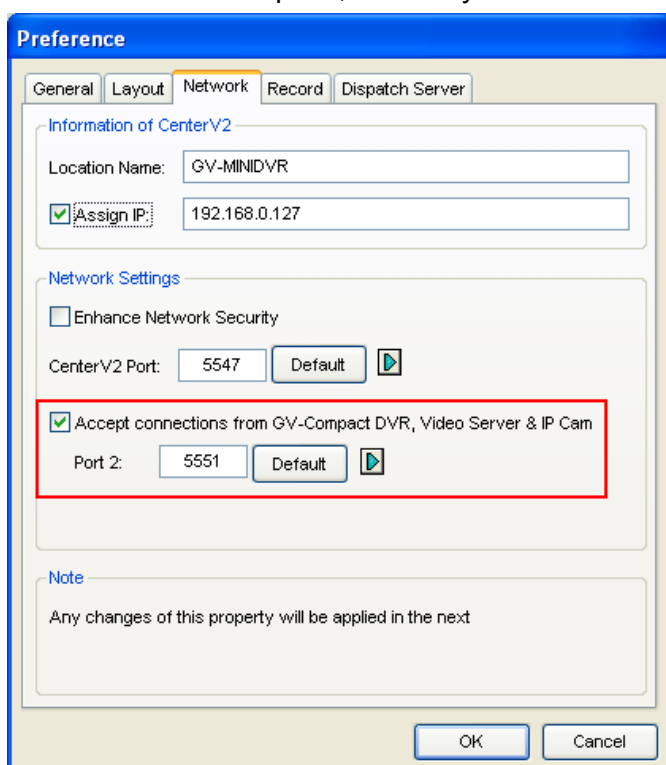 Preference
General Layout Network Record Dispatch Server
Information of CenterV2
Location Name: GV-MINIDVR
Assign IP: 192.168.0.127
Network Settings
Enhance Network Security
CenterV2 Port: 5547 Default
Accept connections from GV-Compact DVR, Video Server & IP Cam
Port 2: 5551 Default
Note
Any changes of this property will be applied in the next
OK Cancel